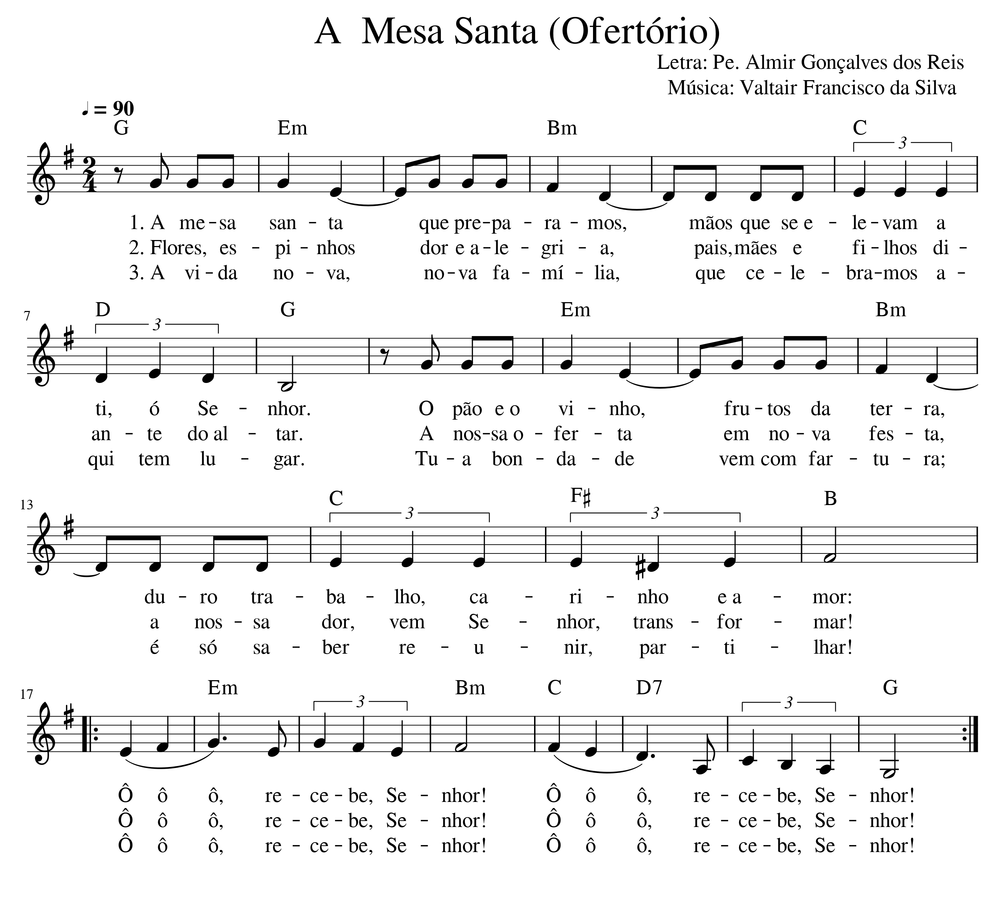 A Mesa Santa (Ofertório)
Letra: Pe. Almir Gonçalves dos Reis
Música: Valtair Francisco da Silva
♩ = 90
G Em Bm C
3
2
4
1. A me - sa san - ta que pre - pa - ra - mos, mãos que se e - le - vam a
2. Flores, es - pi - nhos dor e a - le - gri - a, pais, mães e fi - lhos di -
3. A vi - da no - va, no - va fa - mí - lia, que ce - le - bra - mos a -
D G Em Bm
7
3
ti, ó Se - nhor. O pão e o vi - nho, fru - tos da ter - ra,
an - te do al - tar. A nos - sa o - fer - ta em no - va fes - ta,
qui tem lu - gar. Tu - a bon - da - de vem com far - tu - ra;
C F♯ B
13
3 3
du - ro tra - ba - lho, ca - ri - nho e a - mor:
a nos - sa dor, vem Se - nhor, trans - for - mar!
é só sa - ber re - u - nir, par - ti - lhar!
Em Bm C D7 G
17
3 3
Ô ô ô, re - ce - be, Se - nhor! Ô ô ô, re - ce - be, Se - nhor!
Ô ô ô, re - ce - be, Se - nhor! Ô ô ô, re - ce - be, Se - nhor!
Ô ô ô, re - ce - be, Se - nhor! Ô ô ô, re - ce - be, Se - nhor!